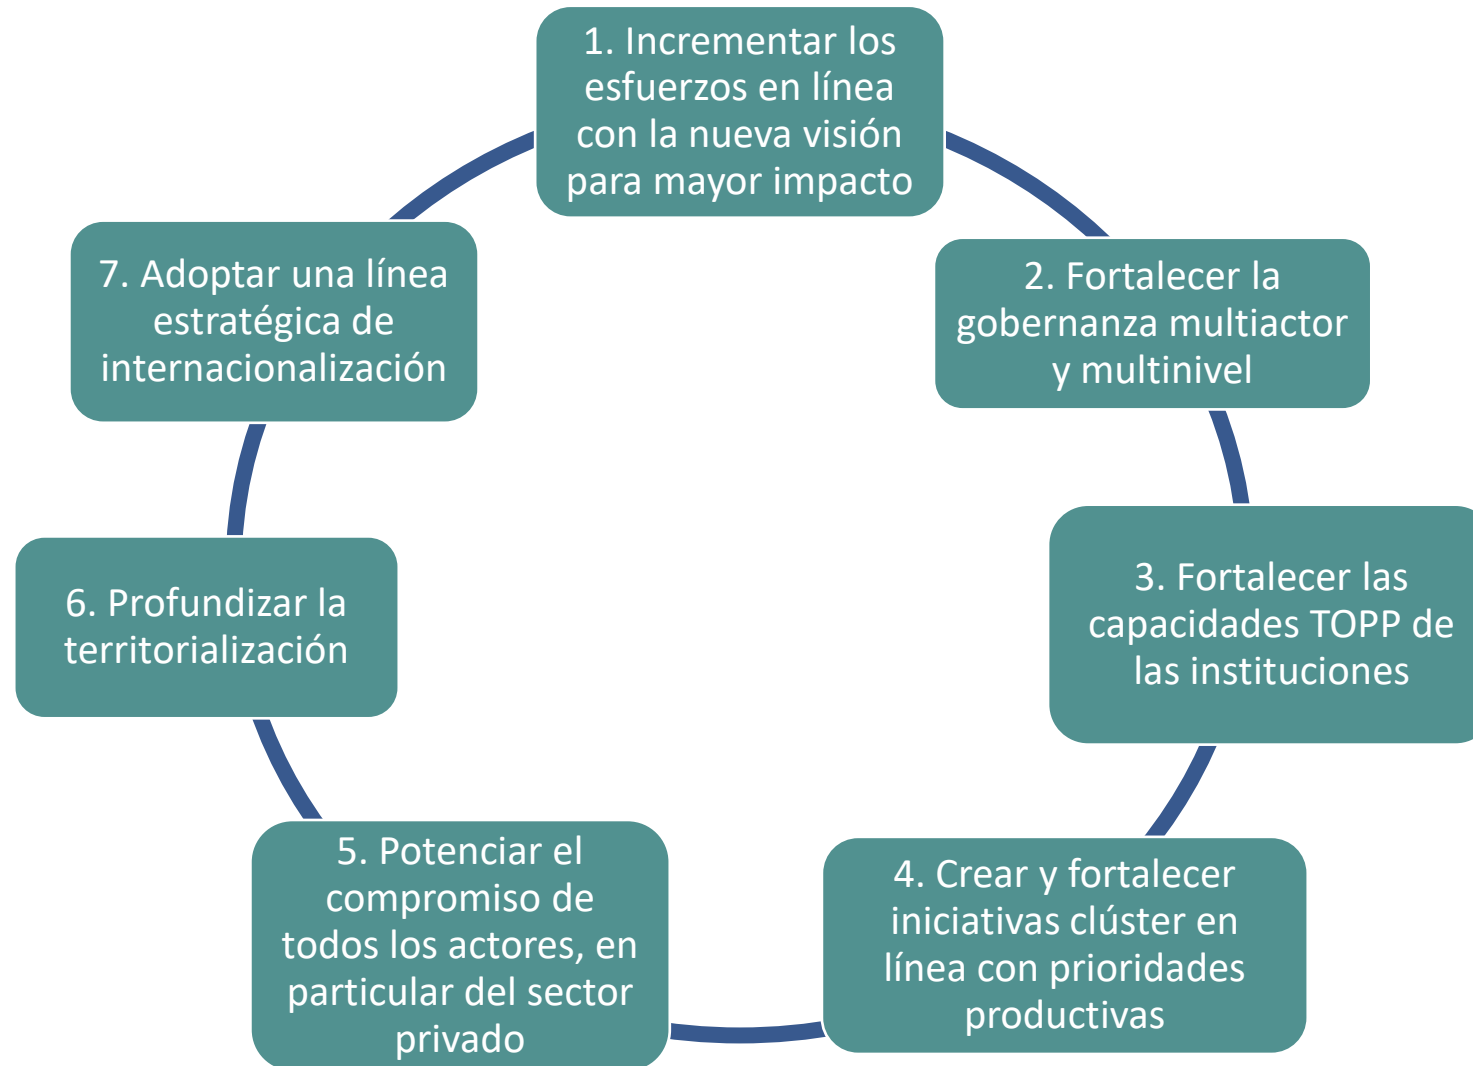 1. Incrementar los
esfuerzos en línea
con la nueva visión
para mayor impacto
2. Fortalecer la
gobernanza multiactor
y multinivel
3. Fortalecer las
capacidades TOPP de
las instituciones
4. Crear y fortalecer
iniciativas clúster en
línea con prioridades
productivas
5. Potenciar el
compromiso de
todos los actores, en
particular del sector
privado
6. Profundizar la
territorialización
7. Adoptar una línea
estratégica de
internacionalización